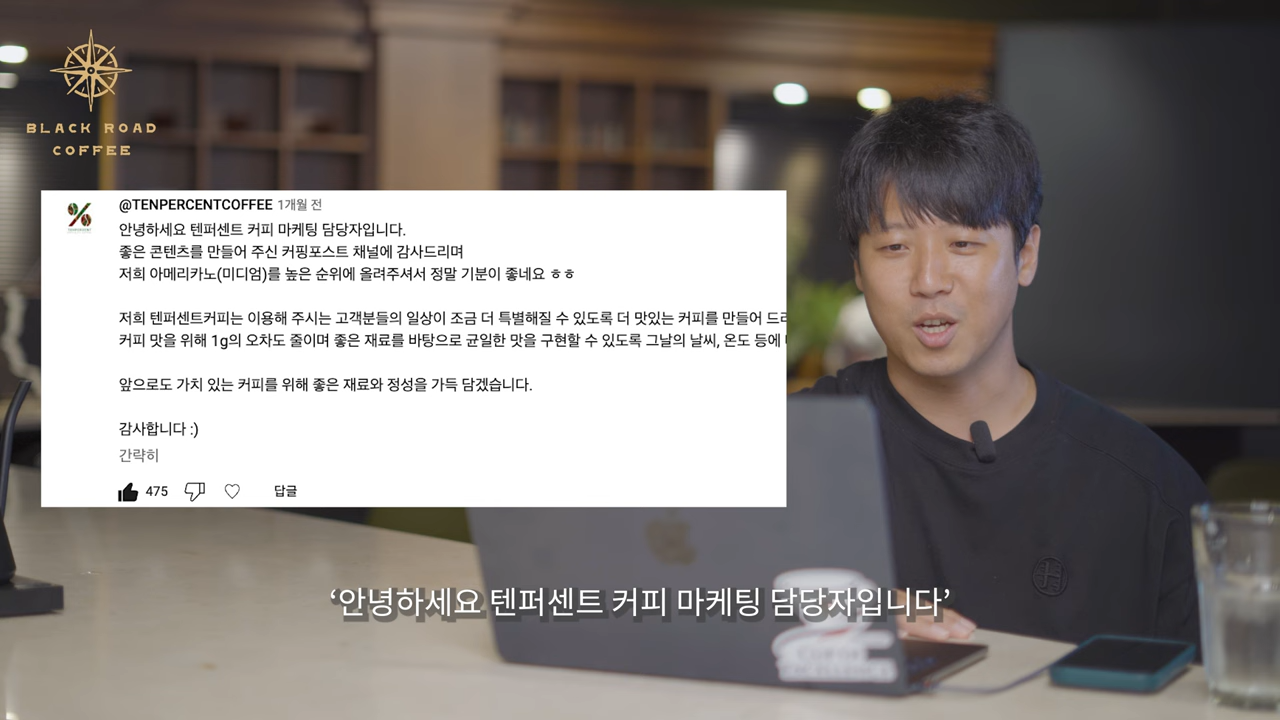 BLACK ROAD
COFFEE
@TENPERCENTCOFFEE 1개월 전
안녕하세요 텐퍼센트 커피 마케팅 담당자입니다.
좋은 콘텐츠를 만들어 주신 커핑포스트 채널에 감사드리며
저희 아메리카노(미디엄)를 높은 순위에 올려주셔서 정말 기분이 좋네요 ㅎㅎ
저희 텐퍼센트커피는 이용해 주시는 고객분들의 일상이 조금 더 특별해질 수 있도록 더 맛있는 커피를 만들어
커피 맛을 위해 1g의 오차도 줄이며 좋은 재료를 바탕으로 균일한 맛을 구현할 수 있도록 그날의 날씨, 온도 등에
앞으로도 가치 있는 커피를 위해 좋은 재료와 정성을 가득 담겠습니다.
감사합니다 :)
간략히
475 답글
‘안녕하세요 텐퍼센트 커피 마케팅 담당자입니다’